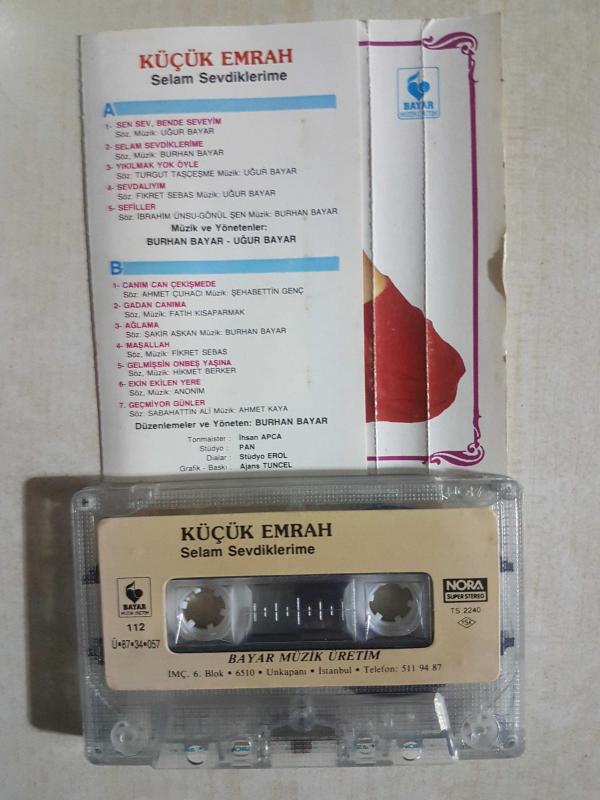 KÜÇÜK EMRAH
Selam Sevdiklerime
A
1- SEN SEV, BENDE SEVEYİM
Söz, Müzik: UĞUR BAYAR
2- SELAM SEVDİKLERİME
Söz, Müzik: BURHAN BAYAR
3- YIKILMAK YOK ÖYLE
Söz: TURGUT TAŞÇEŞME Müzik: UĞUR BAYAR
4- SEVDALIYIM
Söz: FİKRET SEBAS Müzik: UĞUR BAYAR
5- SEFİLLER
Söz: İBRAHİM ÜNSU-GÖNÜL ŞEN Müzik: BURHAN BAYAR
Müzik ve Yönetenler:
BURHAN BAYAR - UĞUR BAYAR
B
1- CANIM CAN ÇEKİŞMEDE
Söz: AHMET ÇUHACI Müzik: ŞEHABETTİN GENÇ
2- GADAN CANIMA
Söz, Müzik: FATİH KISAPARMAK
3- AĞLAMA
Söz: ŞAKİR ASKAN Müzik: BURHAN BAYAR
4- MAŞALLAH
Söz, Müzik: FİKRET SEBAS
5- GELMİŞSİN ONBEŞ YAŞINA
Söz, Müzik: HİKMET BERKER
6- EKİN EKİLEN YERE
Söz, Müzik: ANONİM
7. GEÇMİYOR GÜNLER
Söz: SABAHATTİN ALİ Müzik: AHMET KAYA
Düzenlemeler ve Yöneten: BURHAN BAYAR
Tonmaister : İhsan APCA
Stüdyo : PAN
Dialar : Stüdyo EROL
Grafik - Baskı : Ajans TUNCEL
BAYAR
MÜZİK ÜRETİM
KÜÇÜK EMRAH
Selam Sevdiklerime
BAYAR
MÜZİK ÜRETİM
112
Ü*87*34*057
NORA
SUPER STEREO
TS 2240
TSE
BAYAR MÜZİK ÜRETİM
İMÇ. 6. Blok • 6510 • Unkapanı • İstanbul • Telefon: 511 94 87
NORA
NORA